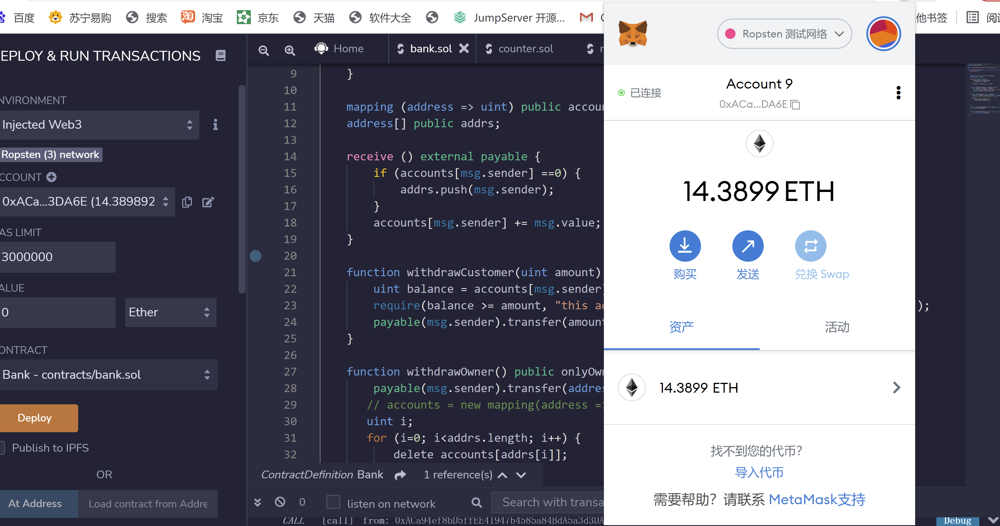 百度 苏宁易购 搜索 淘宝 京东 天猫 软件大全 JumpServer 开源... 他书签
EPLOY & RUN TRANSACTIONS
NVIRONMENT
Injected Web3
Ropsten (3) network
CCOUNT
0xACa...3DA6E (14.389892
AS LIMIT
3000000
ALUE
0 Ether
ONTRACT
Bank - contracts/bank.sol
Deploy
Publish to IPFS
OR
At Address Load contract from Addre
Home bank.sol counter.sol
9 }
10
11 mapping (address => uint) public accou
12 address[] public addrs;
13
14 receive () external payable {
15 if (accounts[msg.sender] ==0) {
16 addrs.push(msg.sender);
17 }
18 accounts[msg.sender] += msg.value;
19 }
20
21 function withdrawCustomer(uint amount)
22 uint balance = accounts[msg.sender]
23 require(balance >= amount, "this a );
24 payable(msg.sender).transfer(amount
25 }
26
27 function withdrawOwner() public onlyOw
28 payable(msg.sender).transfer(addres
29 // accounts = new mapping(address =>
30 uint i;
31 for (i=0; i<addrs.length; i++) {
32 delete accounts[addrs[i]];
ContractDefinition Bank 1 reference(s)
0 listen on network Search with transa
CALL [call] from: 0xACa94ef8bD5ffEE41947b4585a84BdA5a3d3DA
Debug
Ropsten 测试网络
已连接
Account 9
0xACa...DA6E
14.3899 ETH
购买 发送 兑换 Swap
资产 活动
14.3899 ETH
找不到您的代币？
导入代币
需要帮助？请联系 MetaMask支持